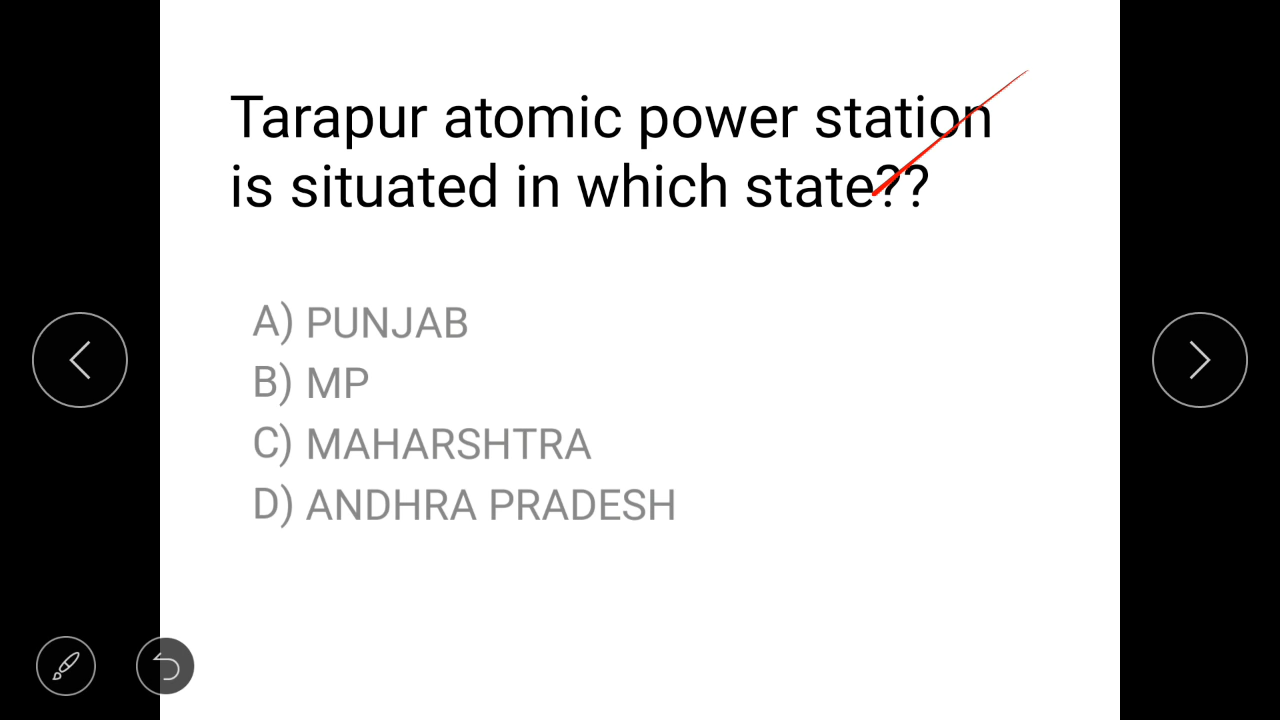 Tarapur atomic power station
is situated in which state??
A) PUNJAB
B) MP
C) MAHARSHTRA
D) ANDHRA PRADESH